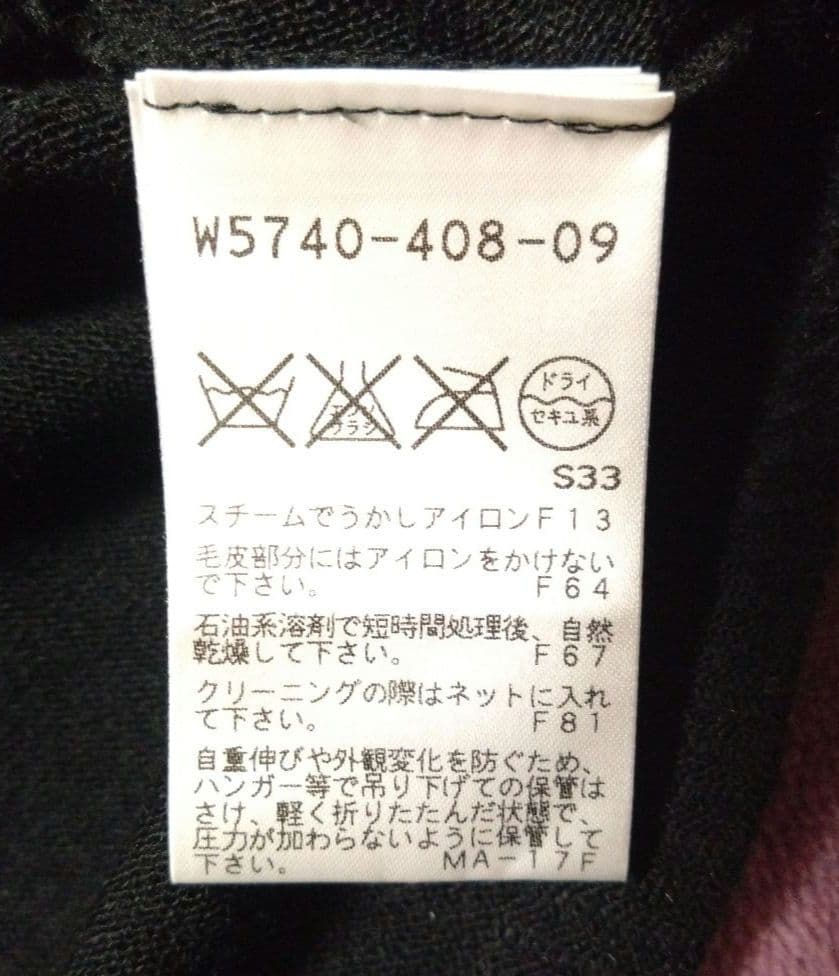 W5740-408-09
エンソ
ブラシ
ドライ
セキユ系
S33
スチームでうかしアイロンF13
毛皮部分にはアイロンをかけない
で下さい。 F64
石油系溶剤で短時間処理後、自然
乾燥して下さい。 F67
クリーニングの際はネットに入れ
て下さい。 F81
自重伸びや外観変化を防ぐため、
ハンガー等で吊り下げての保管は
さけ、軽く折りたたんだ状態で、
圧力が加わらないように保管して
下さい。 MA-17F